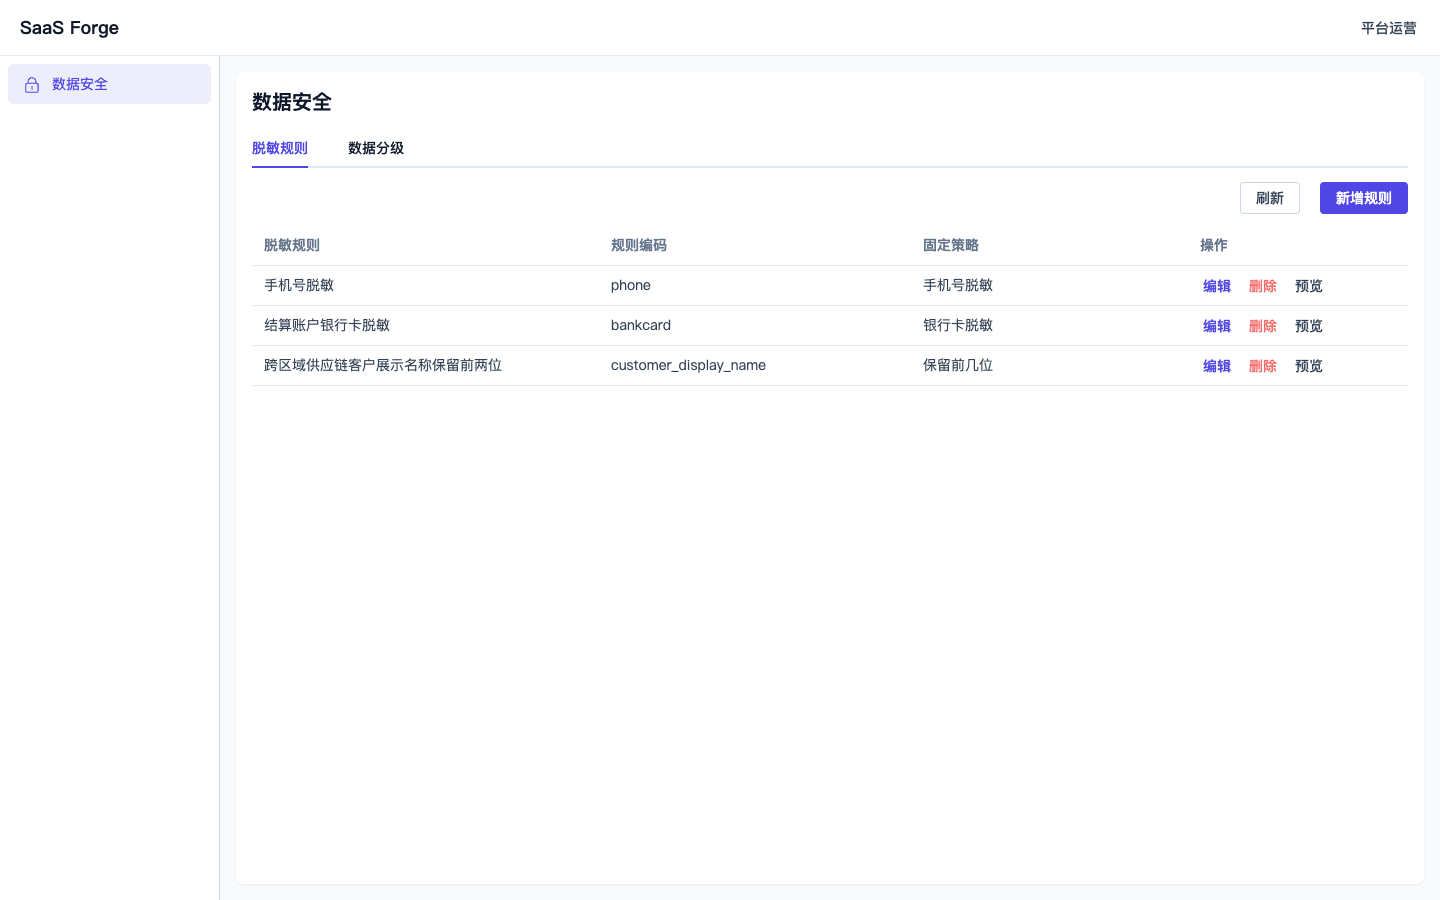 SaaS Forge
平台运营
数据安全
数据安全
脱敏规则 数据分级
刷新 新增规则
脱敏规则 规则编码 固定策略 操作
手机号脱敏 phone 手机号脱敏 编辑 删除 预览
结算账户银行卡脱敏 bankcard 银行卡脱敏 编辑 删除 预览
跨区域供应链客户展示名称保留前两位 customer_display_name 保留前几位 编辑 删除 预览